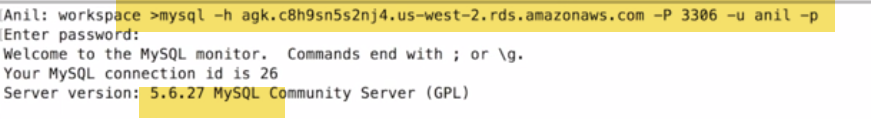 Anil: workspace >mysql -h agk.c8h9sn5s2nj4.us-west-2.rds.amazonaws.com -P 3306 -u anil -p
Enter password:
Welcome to the MySQL monitor.  Commands end with ; or \g.
Your MySQL connection id is 26
Server version: 5.6.27 MySQL Community Server (GPL)